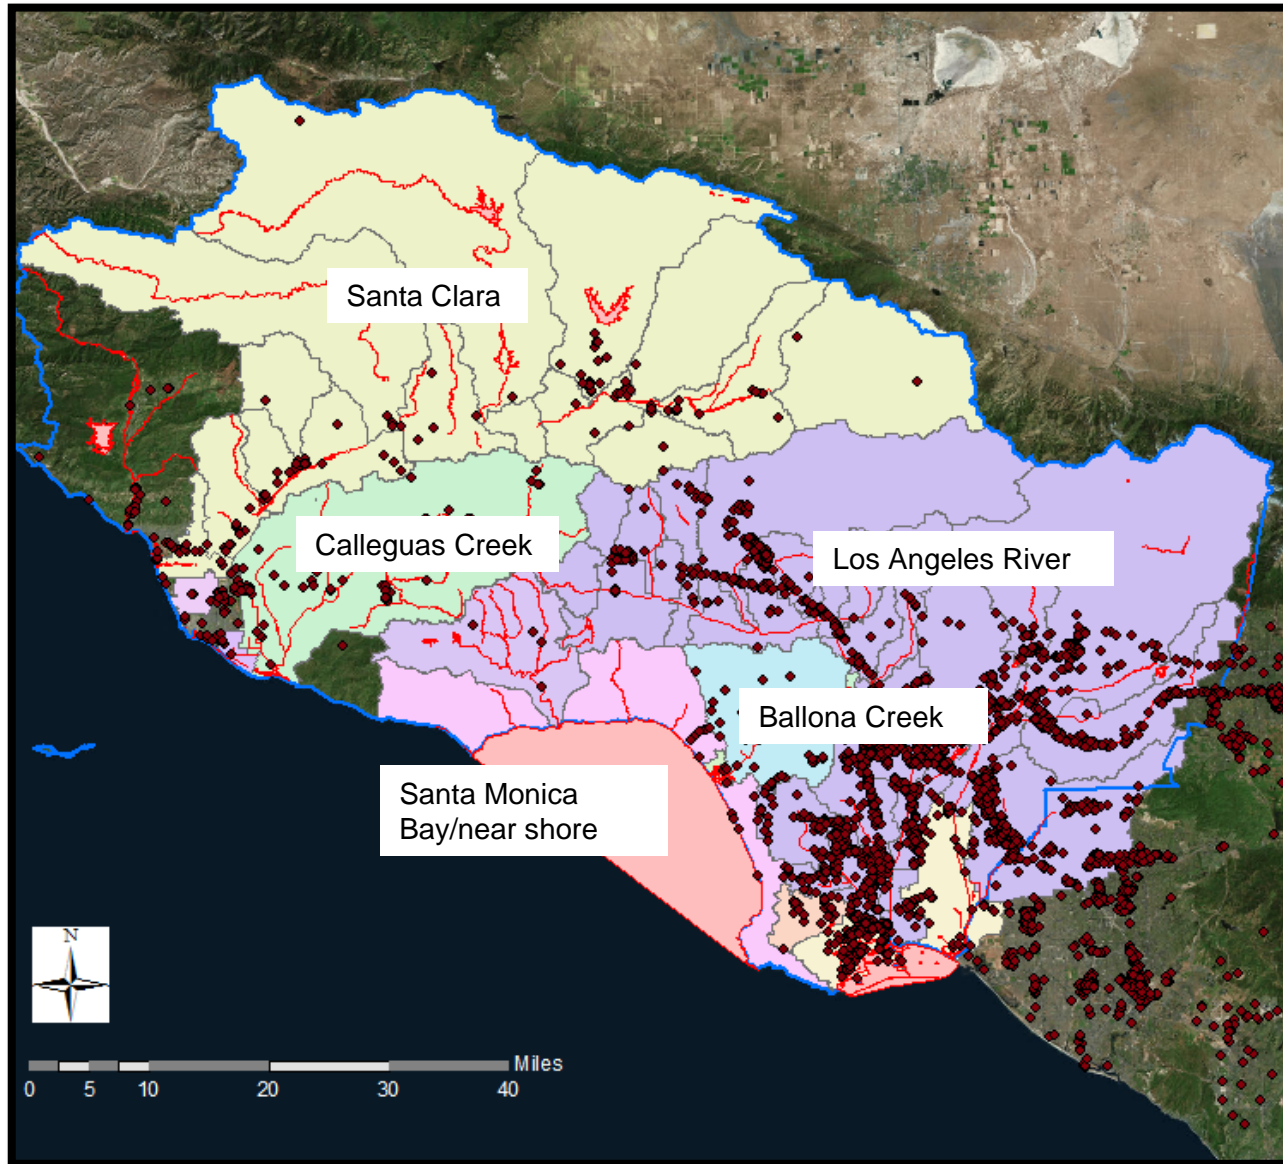 Santa Clara
Calleguas Creek
Los Angeles River
Ballona Creek
Santa Monica
Bay/near shore
N
Miles
0 5 10 20 30 40